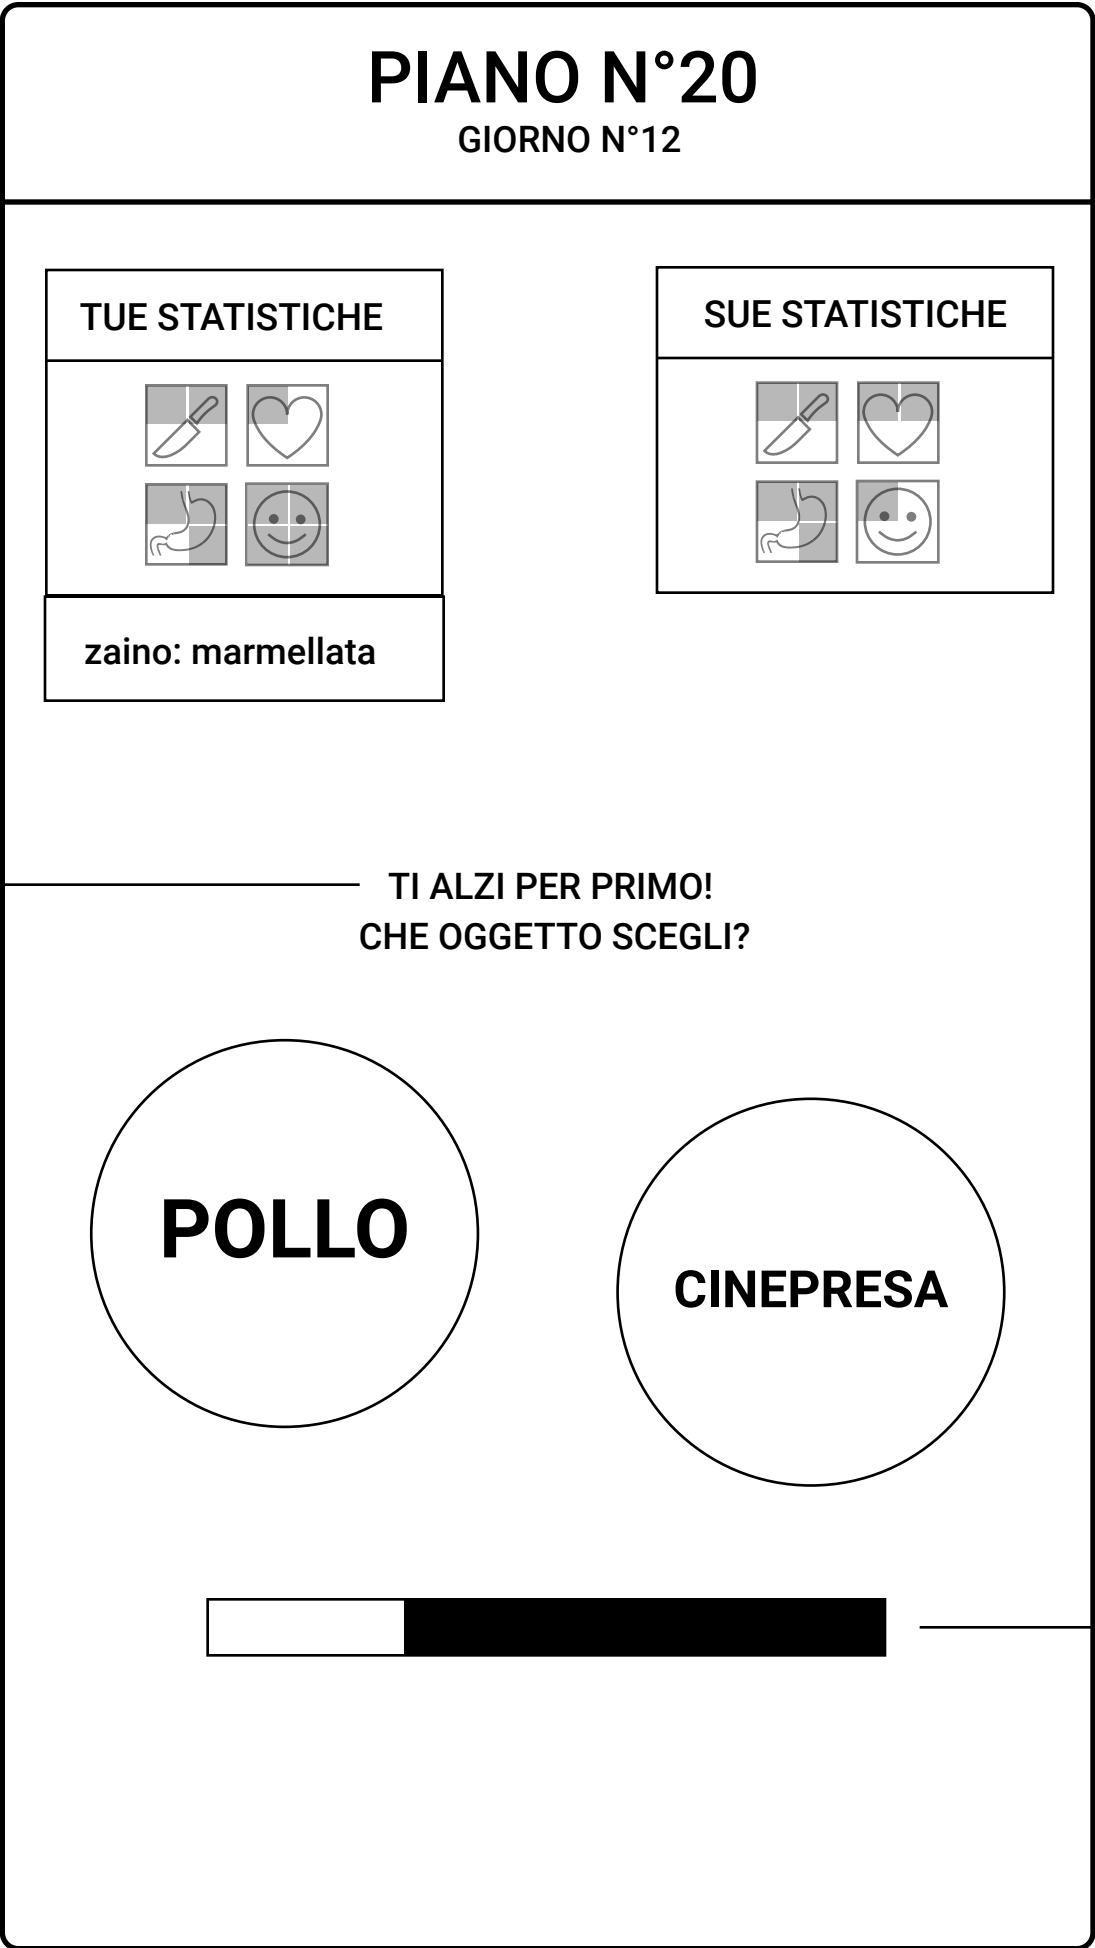 PIANO N°20
GIORNO N°12
TUE STATISTICHE
SUE STATISTICHE
zaino: marmellata
TI ALZI PER PRIMO!
CHE OGGETTO SCEGLI?
POLLO
CINEPRESA